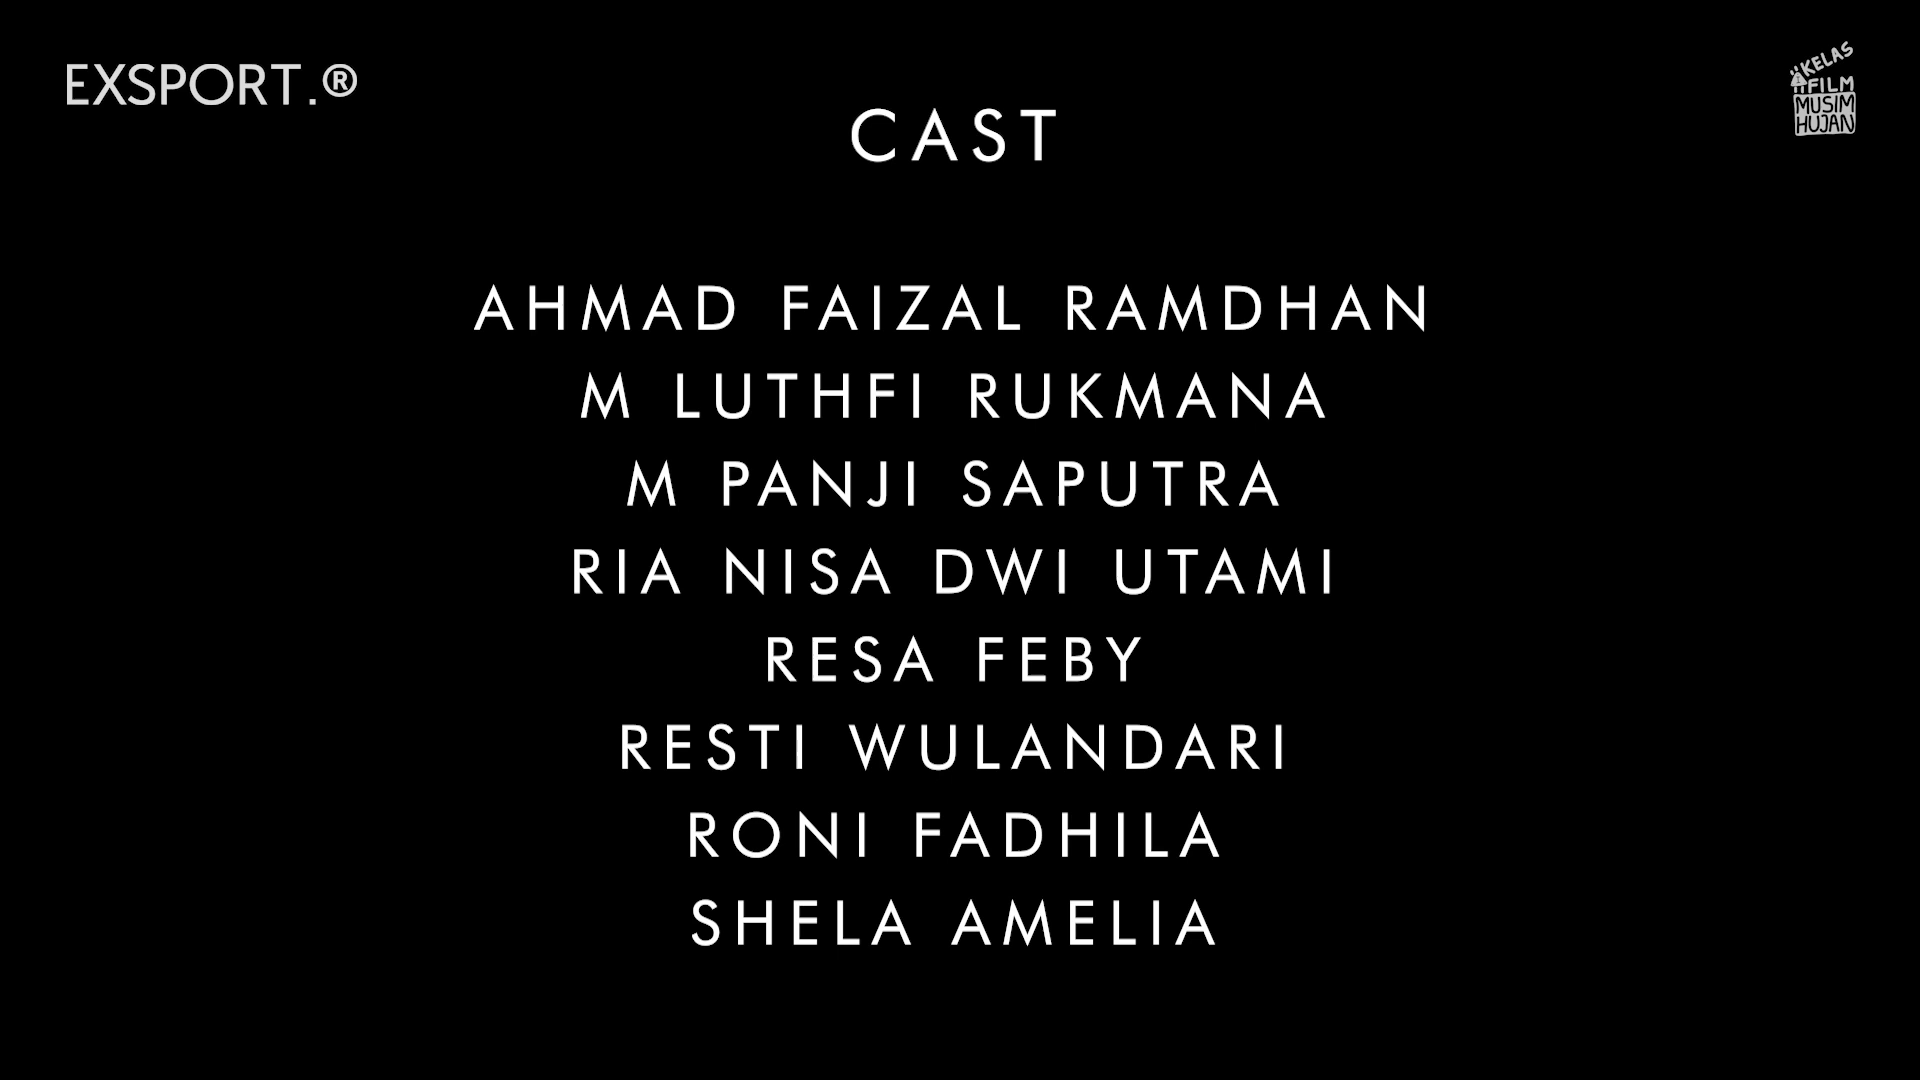 EXSPORT.®
KELAS
FILM
MUSIM
HUJAN
CAST
AHMAD FAIZAL RAMDHAN
M LUTHFI RUKMANA
M PANJI SAPUTRA
RIA NISA DWI UTAMI
RESA FEBY
RESTI WULANDARI
RONI FADHILA
SHELA AMELIA